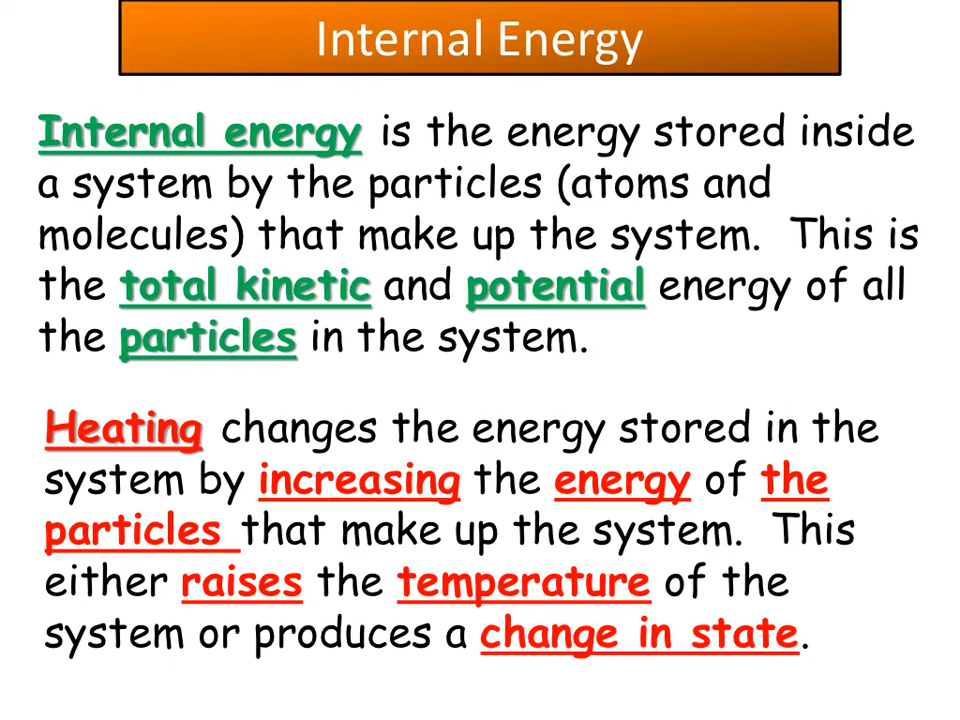 Internal Energy
Internal energy is the energy stored inside
a system by the particles (atoms and
molecules) that make up the system. This is
the total kinetic and potential energy of all
the particles in the system.
Heating changes the energy stored in the
system by increasing the energy of the
particles that make up the system. This
either raises the temperature of the
system or produces a change in state.